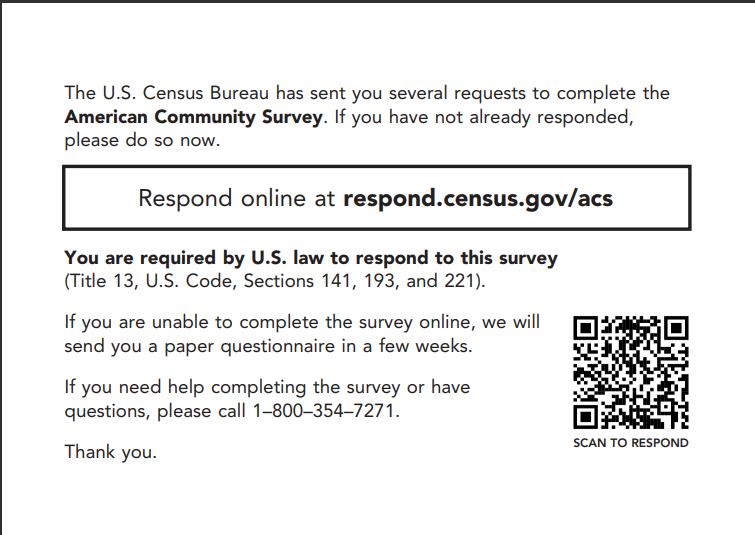 The U.S. Census Bureau has sent you several requests to complete the
American Community Survey. If you have not already responded,
please do so now.
Respond online at respond.census.gov/acs
You are required by U.S. law to respond to this survey
(Title 13, U.S. Code, Sections 141, 193, and 221).
If you are unable to complete the survey online, we will
send you a paper questionnaire in a few weeks.
If you need help completing the survey or have
questions, please call 1–800–354–7271.
SCAN TO RESPOND
Thank you.